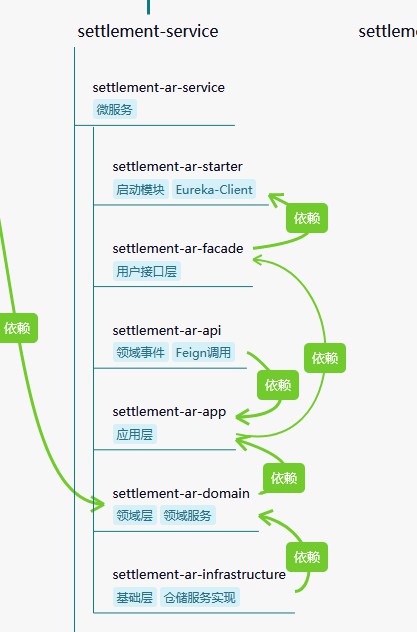 settlement-service
settleme
settlement-ar-service
微服务
settlement-ar-starter
启动模块 Eureka-Client
依赖
settlement-ar-facade
用户接口层
依赖
settlement-ar-api
领域事件 Feign调用
依赖
依赖
settlement-ar-app
应用层
依赖
settlement-ar-domain
领域层 领域服务
依赖
settlement-ar-infrastructure
基础层 仓储服务实现